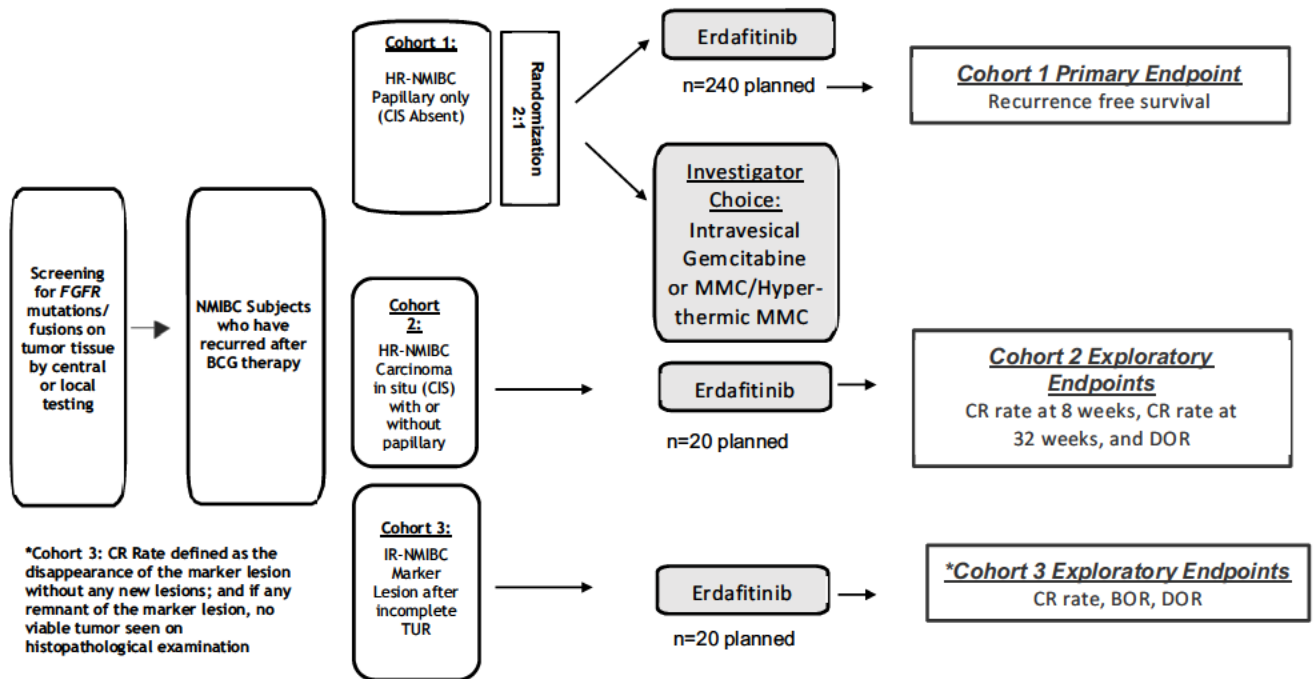 Screening
for FGFR
mutations/
fusions on
tumor tissue
by central
or local
testing
NMIBC Subjects
who have
recurred after
BCG therapy
Cohort 1:
HR-NMIBC
Papillary only
(CIS Absent)
Randomization
2:1
Erdafitinib
n=240 planned
Investigator
Choice:
Intravesical
Gemcitabine
or MMC/Hyper-
thermic MMC
Cohort 1 Primary Endpoint
Recurrence free survival
Cohort
2:
HR-NMIBC
Carcinoma
in situ (CIS)
with or
without
papillary
Erdafitinib
n=20 planned
Cohort 2 Exploratory
Endpoints
CR rate at 8 weeks, CR rate at
32 weeks, and DOR
Cohort 3:
IR-NMIBC
Marker
Lesion after
incomplete
TUR
Erdafitinib
n=20 planned
*Cohort 3 Exploratory Endpoints
CR rate, BOR, DOR
*Cohort 3: CR Rate defined as the
disappearance of the marker lesion
without any new lesions; and if any
remnant of the marker lesion, no
viable tumor seen on
histopathological examination